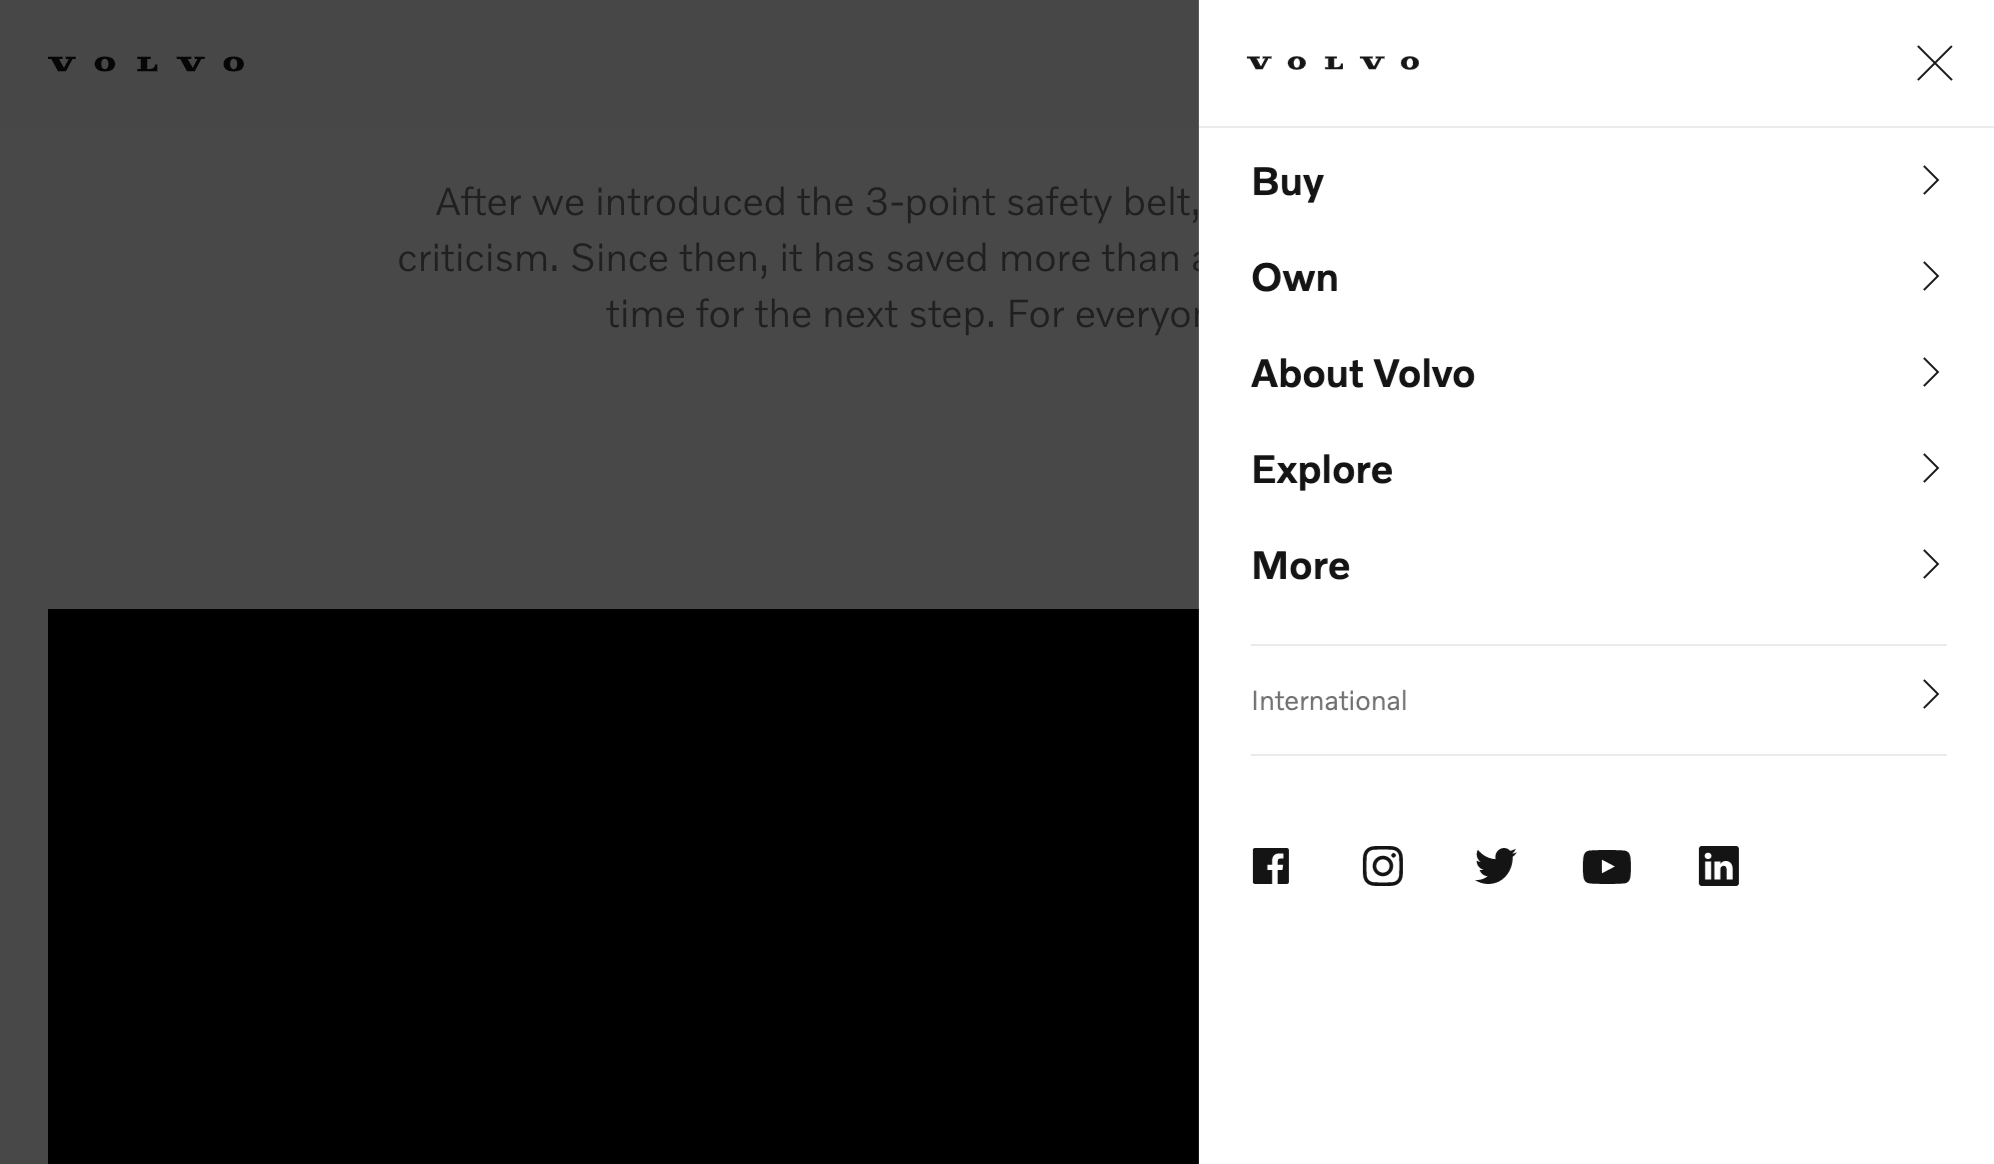 VOLVO
After we introduced the 3-point safety belt,
criticism. Since then, it has saved more than
time for the next step. For
VOLVO
Buy
Own
About Volvo
Explore
More
International